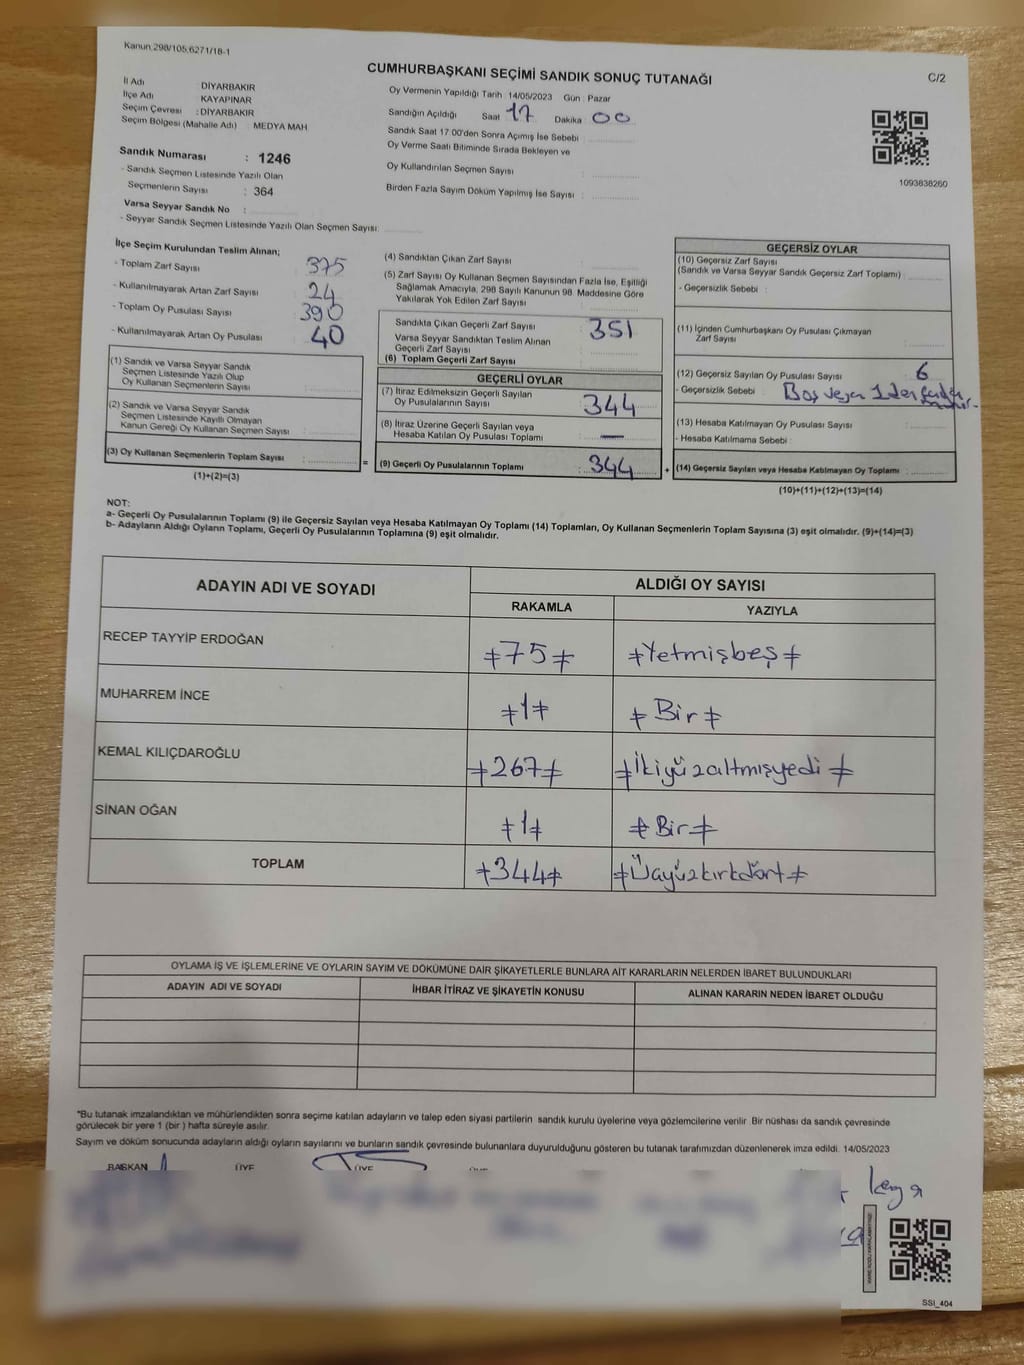 Kanun 298/105,6271/18-1
CUMHURBAŞKANI SEÇİMİ SANDIK SONUÇ TUTANAĞI
C/2
İl Adı DİYARBAKIR
İlçe Adı KAYAPINAR
Seçim Çevresi : DİYARBAKIR
Seçim Bölgesi (Mahalle Adı) : MEDYA MAH
Sandık Numarası : 1246
- Sandık Seçmen Listesinde Yazılı Olan
Seçmenlerin Sayısı : 364
Varsa Seyyar Sandık No :
- Seyyar Sandık Seçmen Listesinde Yazılı Olan Seçmen Sayısı:
Oy Vermenin Yapıldığı Tarih : 14/05/2023 Gün : Pazar
Sandığın Açıldığı Saat 17 Dakika : 00
Sandık Saat 17:00'den Sonra Açımış İse Sebebi :
Oy Verme Saati Bitiminde Sırada Bekleyen ve
Oy Kullandırılan Seçmen Sayısı :
Birden Fazla Sayım Döküm Yapılmış İse Sayısı :
1093838260
İlçe Seçim Kurulundan Teslim Alınan;
- Toplam Zarf Sayısı : 375
- Kullanılmayarak Artan Zarf Sayısı : 24
- Toplam Oy Pusulası Sayısı : 390
- Kullanılmayarak Artan Oy Pusulası : 40
(1) Sandık ve Varsa Seyyar Sandık
Seçmen Listesinde Yazılı Olup
Oy Kullanan Seçmenlerin Sayısı :
(2) Sandık ve Varsa Seyyar Sandık
Seçmen Listesinde Kayıtlı Olmayan
Kanun Gereği Oy Kullanan Seçmen Sayısı :
(3) Oy Kullanan Seçmenlerin Toplam Sayısı :
(1)+(2)=(3)
(4) Sandıktan Çıkan Zarf Sayısı :
(5) Zarf Sayısı Oy Kullanan Seçmen Sayısından Fazla İse, Eşitliği
Sağlamak Amacıyla, 298 Sayılı Kanunun 98. Maddesine Göre
Yakılarak Yok Edilen Zarf Sayısı :
Sandıkta Çıkan Geçerli Zarf Sayısı : 351
Varsa Seyyar Sandıktan Teslim Alınan
Geçerli Zarf Sayısı :
(6) Toplam Geçerli Zarf Sayısı :
GEÇERLİ OYLAR
(7) İtiraz Edilmeksizin Geçerli Sayılan
Oy Pusulalarının Sayısı : 344
(8) İtiraz Üzerine Geçerli Sayılan veya
Hesaba Katılan Oy Pusulası Toplamı : —
= (9) Geçerli Oy Pusulalarının Toplamı : 344 +
GEÇERSİZ OYLAR
(10) Geçersiz Zarf Sayısı
(Sandık ve Varsa Seyyar Sandık Geçersiz Zarf Toplamı) :
- Geçersizlik Sebebi :
(11) İçinden Cumhurbaşkanı Oy Pusulası Çıkmayan
Zarf Sayısı :
(12) Geçersiz Sayılan Oy Pusulası Sayısı : 6
- Geçersizlik Sebebi : Boş veya 1 den fazla
(13) Hesaba Katılmayan Oy Pusulası Sayısı :
- Hesaba Katılmama Sebebi :
(14) Geçersiz Sayılan veya Hesaba Katılmayan Oy Toplamı :
(10)+(11)+(12)+(13)=(14)
NOT:
a- Geçerli Oy Pusulalarının Toplamı (9) ile Geçersiz Sayılan veya Hesaba Katılmayan Oy Toplamı (14) Toplamları, Oy Kullanan Seçmenlerin Toplam Sayısına (3) eşit olmalıdır. (9)+(14)=(3)
b- Adayların Aldığı Oyların Toplamı, Geçerli Oy Pusulalarının Toplamına (9) eşit olmalıdır.
ADAYIN ADI VE SOYADI ALDIĞI OY SAYISI
RAKAMLA YAZIYLA
RECEP TAYYİP ERDOĞAN ≠75≠ ≠Yetmişbeş≠
MUHARREM İNCE ≠1≠ ≠Bir≠
KEMAL KILIÇDAROĞLU ≠267≠ ≠İkiyüzaltmışyedi≠
SİNAN OĞAN ≠1≠ ≠Bir≠
TOPLAM ≠344≠ ≠Üçyüzkırkdört≠
OYLAMA İŞ VE İŞLEMLERİNE VE OYLARIN SAYIM VE DÖKÜMÜNE DAİR ŞİKAYETLERLE BUNLARA AİT KARARLARIN NELERDEN İBARET BULUNDUKLARI
ADAYIN ADI VE SOYADI İHBAR İTİRAZ VE ŞİKAYETİN KONUSU ALINAN KARARIN NEDEN İBARET OLDUĞU
*Bu tutanak imzalandıktan ve mühürlendikten sonra seçime katılan adayların ve talep eden siyasi partilerin sandık kurulu üyelerine veya gözlemcilerine verilir. Bir nüshası da sandık çevresinde
görülecek bir yere 1 (bir ) hafta süreyle asılır.
Sayım ve döküm sonucunda adayların aldığı oyların sayılarını ve bunların sandık çevresinde bulunanlara duyurulduğunu gösteren bu tutanak tarafımızdan düzenlenerek imza edildi. 14/05/2023
BAŞKAN ÜYE ÜYE
SSI_404